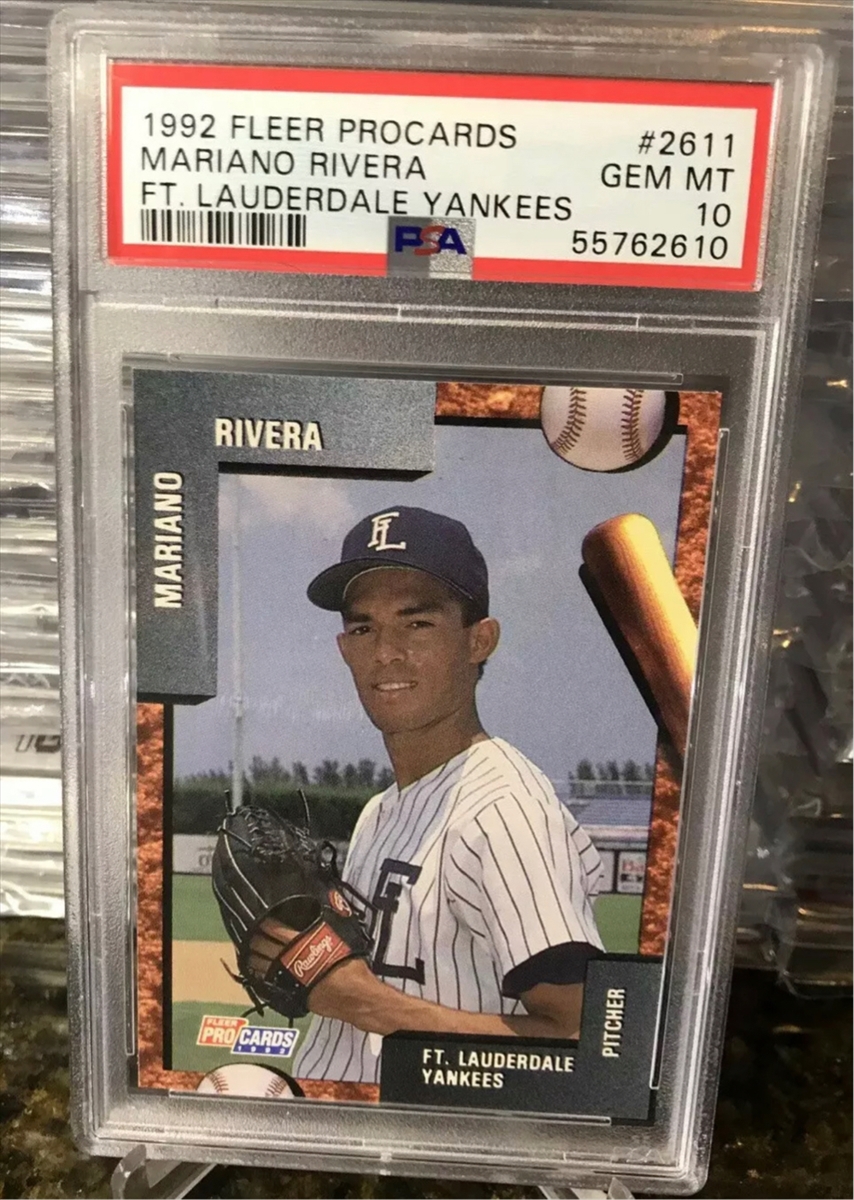 1992 FLEER PROCARDS #2611
MARIANO RIVERA GEM MT
FT. LAUDERDALE YANKEES 10
PSA 55762610
RIVERA
MARIANO
FL
FL
Rawlings
PITCHER
FLEER
PRO CARDS
1992
FT. LAUDERDALE
YANKEES